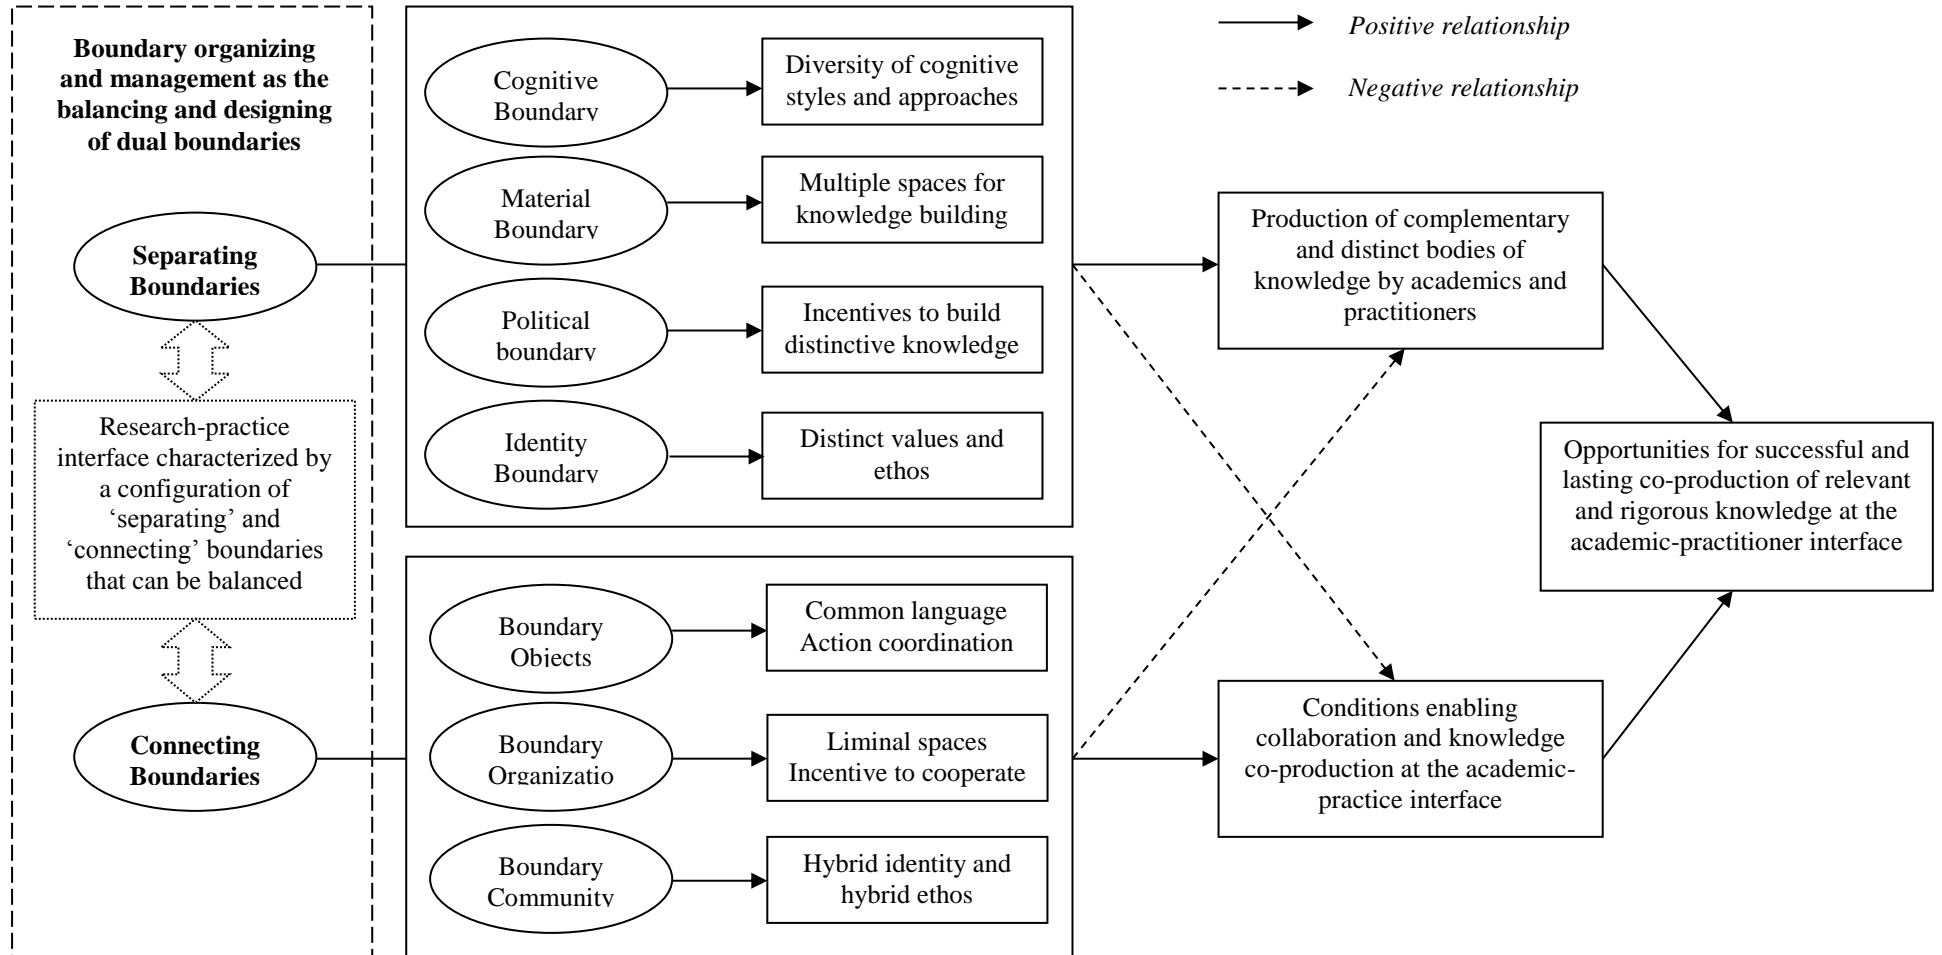 Boundary organizing
and management as the
balancing and designing
of dual boundaries
Separating
Boundaries
Research-practice
interface characterized by
a configuration of
‘separating’ and
‘connecting’ boundaries
that can be balanced
Connecting
Boundaries
Cognitive
Boundary
Diversity of cognitive
styles and approaches
Material
Boundary
Multiple spaces for
knowledge building
Political
boundary
Incentives to build
distinctive knowledge
Identity
Boundary
Distinct values and
ethos
Boundary
Objects
Common language
Action coordination
Boundary
Organizatio
Liminal spaces
Incentive to cooperate
Boundary
Community
Hybrid identity and
hybrid ethos
Positive relationship
Negative relationship
Production of complementary
and distinct bodies of
knowledge by academics and
practitioners
Conditions enabling
collaboration and knowledge
co-production at the academic-
practice interface
Opportunities for successful and
lasting co-production of relevant
and rigorous knowledge at the
academic-practitioner interface